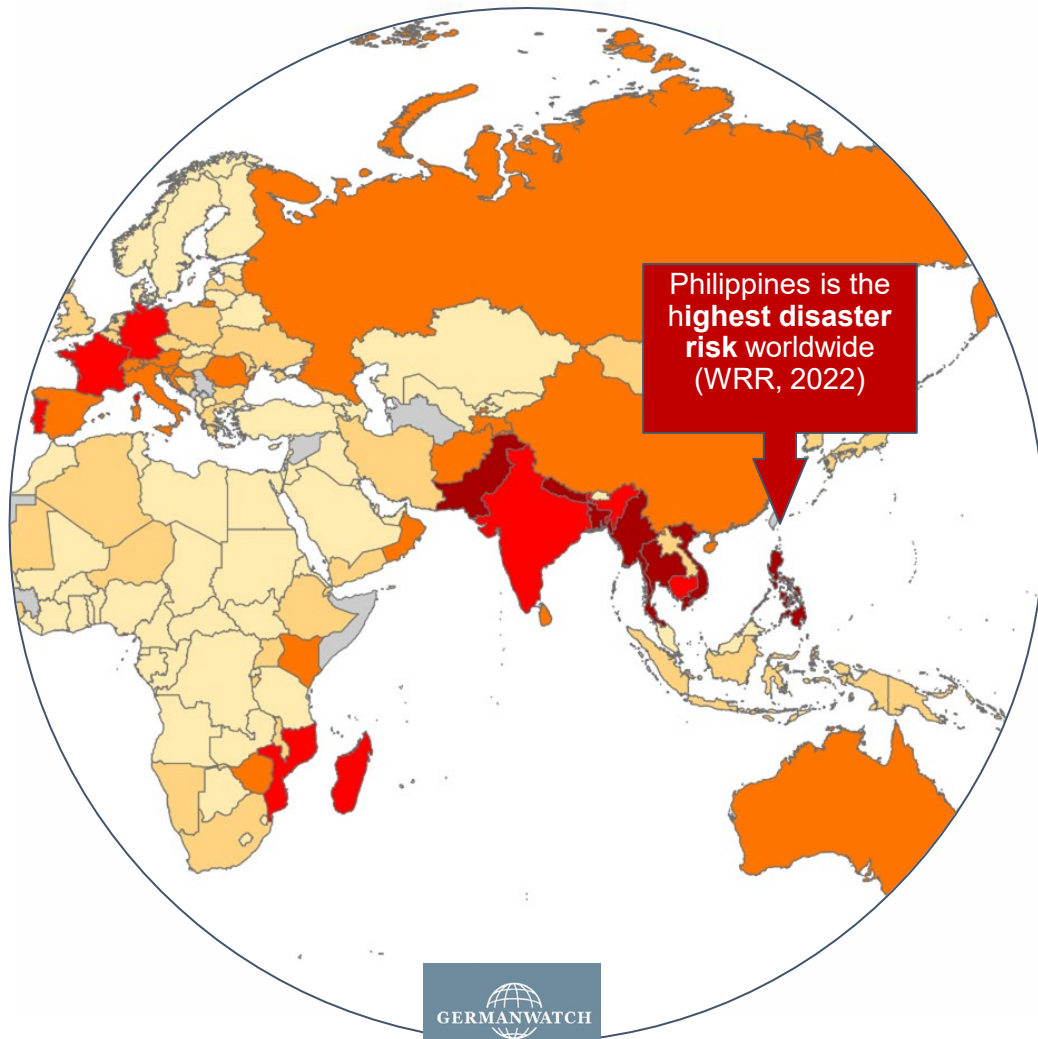 Philippines is the
highest disaster
risk worldwide
(WRR, 2022)
GERMANWATCH